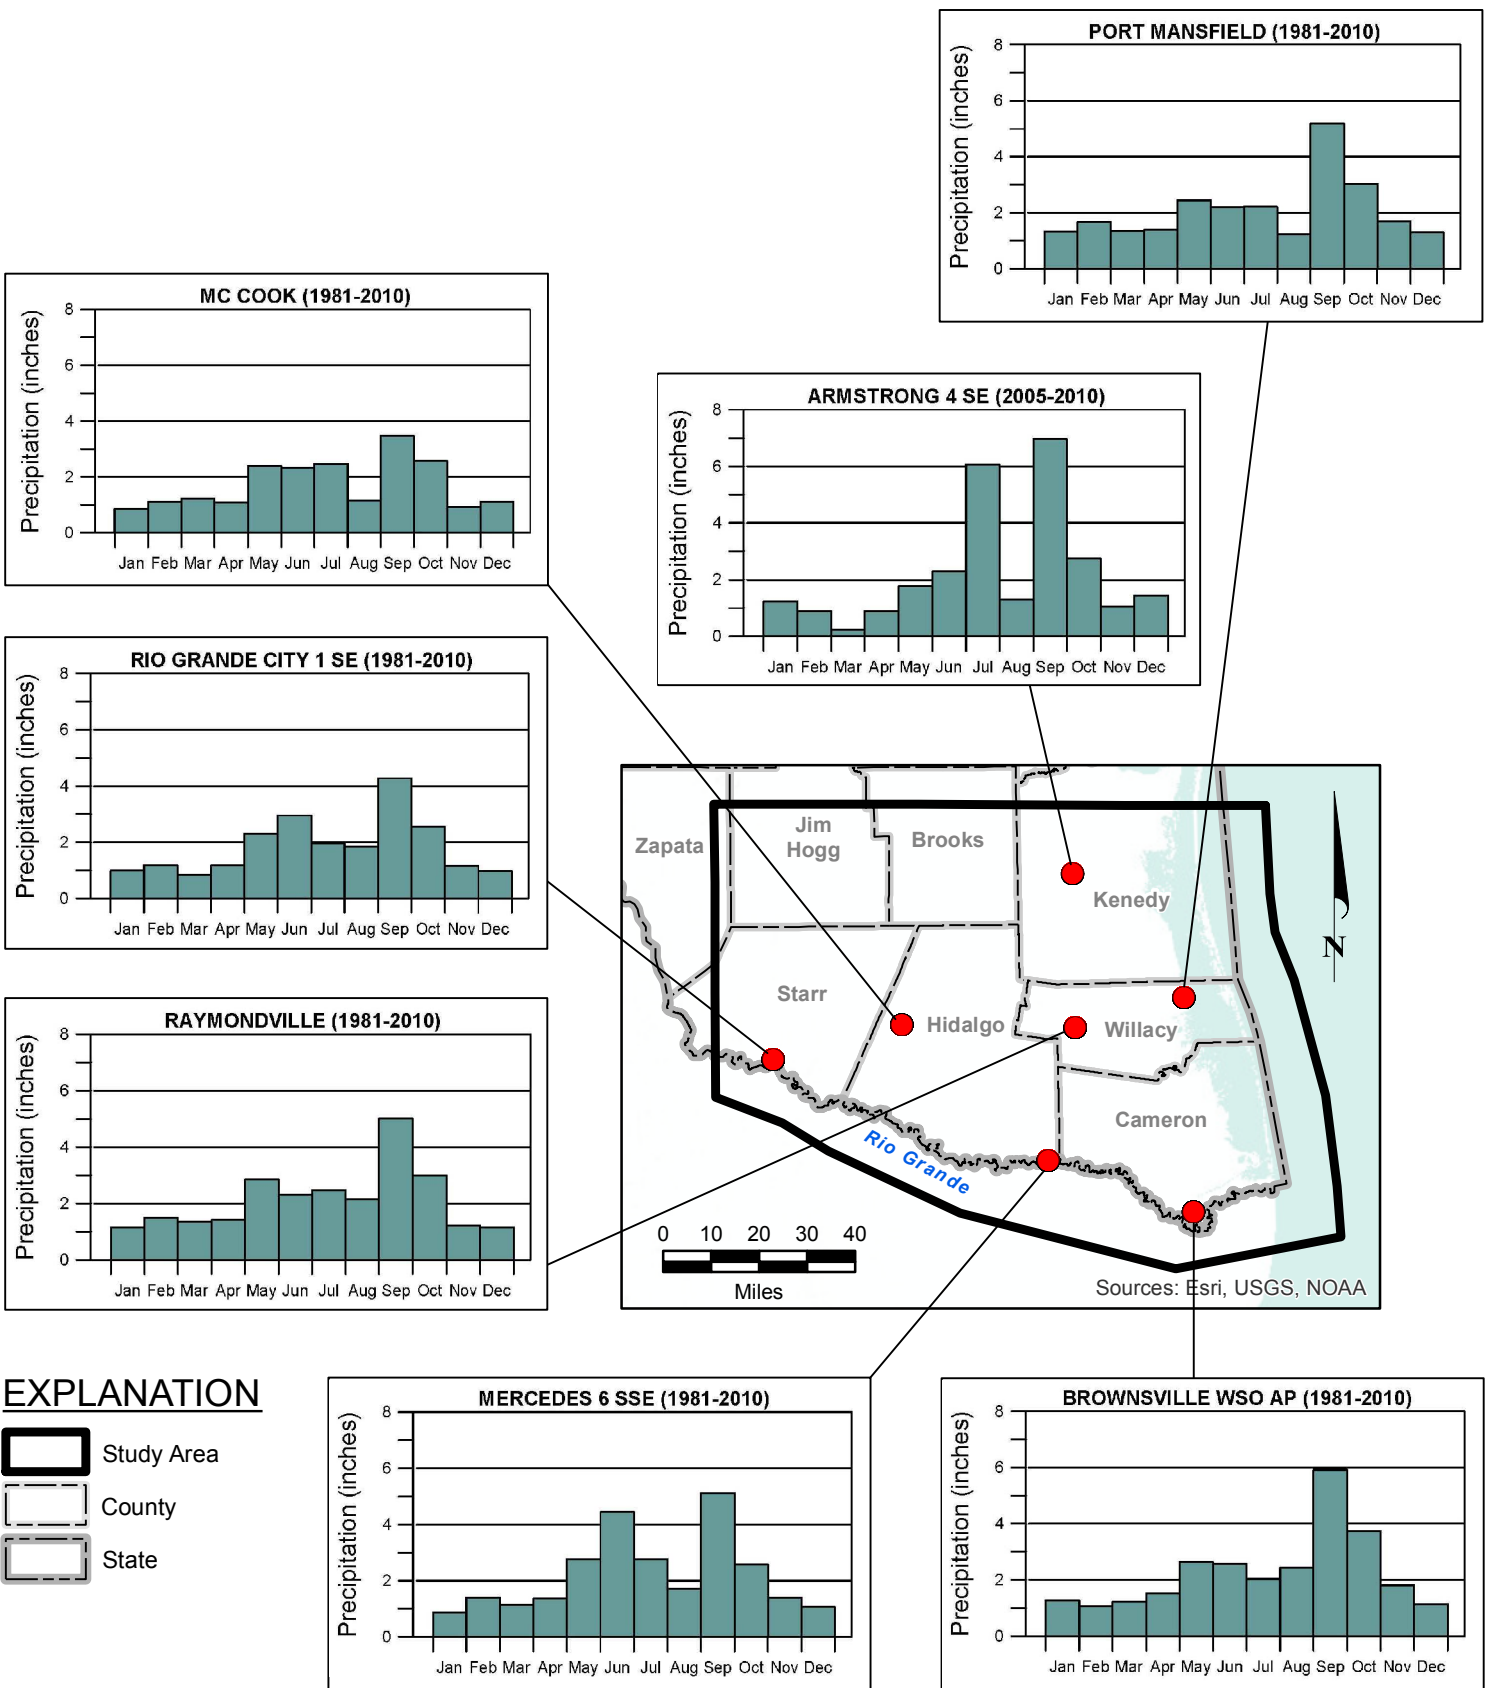 PORT MANSFIELD (1981-2010)
Precipitation (inches)
8
6
4
2
0
Jan Feb Mar Apr May Jun Jul Aug Sep Oct Nov Dec
MC COOK (1981-2010)
Precipitation (inches)
8
6
4
2
0
Jan Feb Mar Apr May Jun Jul Aug Sep Oct Nov Dec
ARMSTRONG 4 SE (2005-2010)
Precipitation (inches)
8
6
4
2
0
Jan Feb Mar Apr May Jun Jul Aug Sep Oct Nov Dec
RIO GRANDE CITY 1 SE (1981-2010)
Precipitation (inches)
8
6
4
2
0
Jan Feb Mar Apr May Jun Jul Aug Sep Oct Nov Dec
RAYMONDVILLE (1981-2010)
Precipitation (inches)
8
6
4
2
0
Jan Feb Mar Apr May Jun Jul Aug Sep Oct Nov Dec
Zapata
Jim
Hogg
Brooks
Kenedy
Starr
Hidalgo
Willacy
Cameron
Rio Grande
N
0 10 20 30 40
Miles
Sources: Esri, USGS, NOAA
EXPLANATION
Study Area
County
State
MERCEDES 6 SSE (1981-2010)
Precipitation (inches)
8
6
4
2
0
Jan Feb Mar Apr May Jun Jul Aug Sep Oct Nov Dec
BROWNSVILLE WSO AP (1981-2010)
Precipitation (inches)
8
6
4
2
0
Jan Feb Mar Apr May Jun Jul Aug Sep Oct Nov Dec